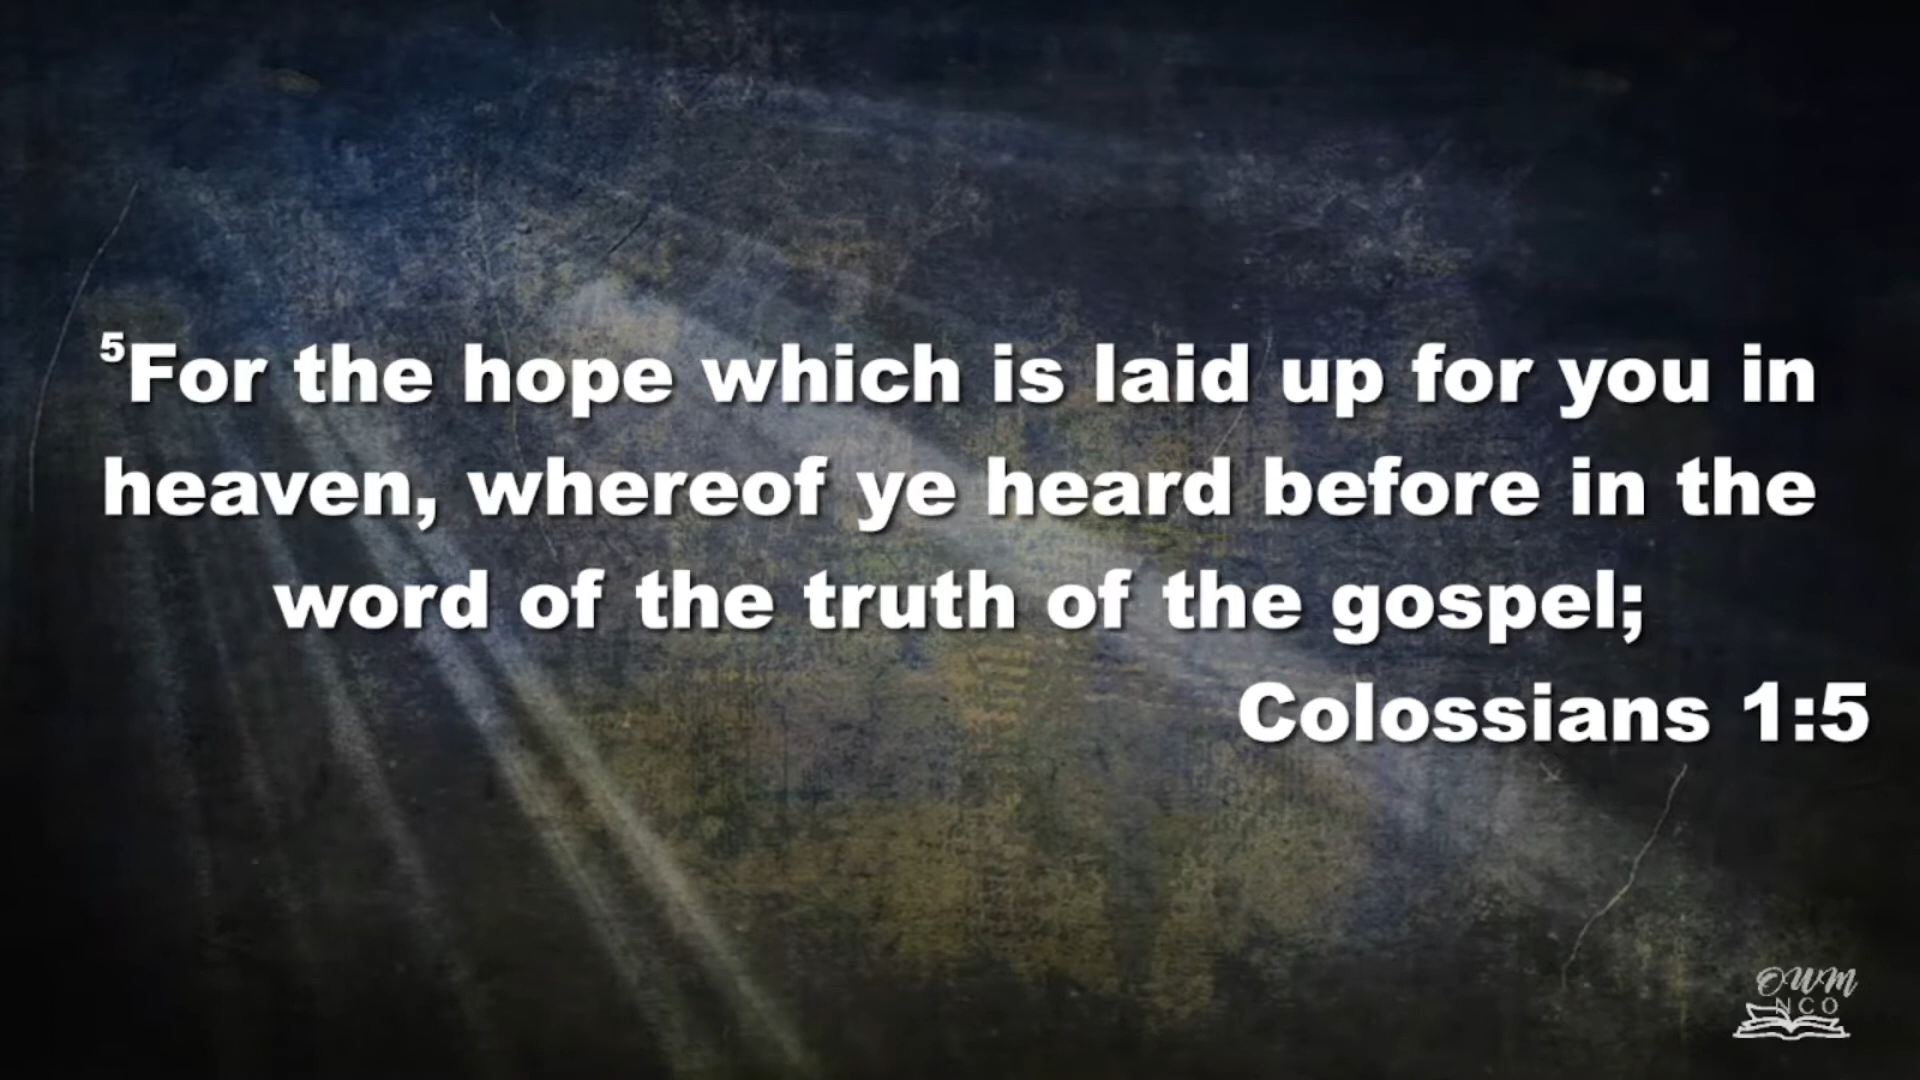 ⁵For the hope which is laid up for you in
heaven, whereof ye heard before in the
word of the truth of the gospel;
Colossians 1:5
OWM
NCO